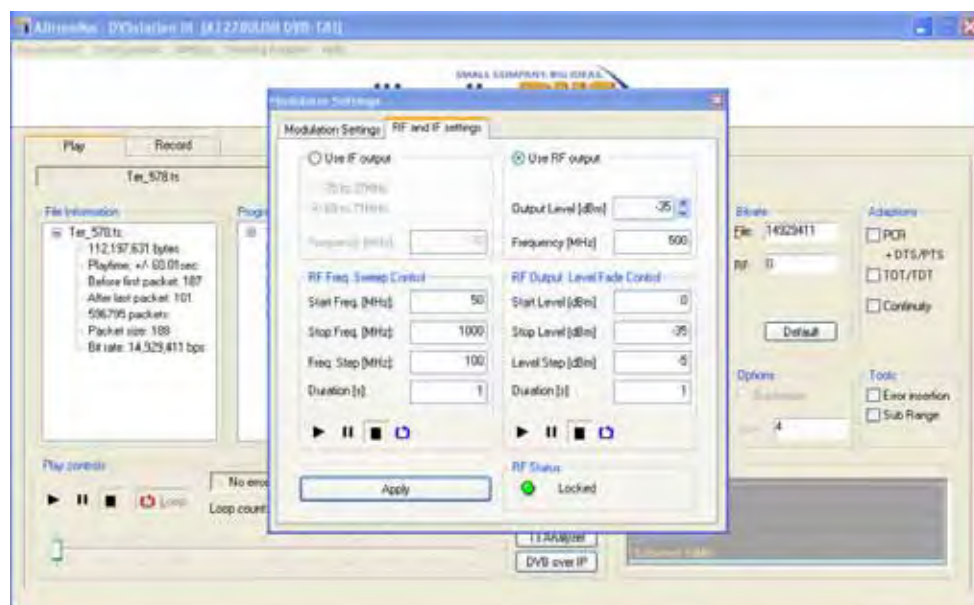 SMALL COMPANY, BIG IDEAS
Modulator Settings
Modulation Settings
RF and IF settings
Play
Record
Ter_578.ts
Use IF output
Use RF output
Output Level [dBm]
-35
Frequency [MHz]
500
File Information
Ter_578.ts
112,197,631 bytes
Playtime: +/- 60.01sec
Before first packet: 187
After last packet: 101
596795 packets
Packet size: 188
Bit rate: 14,929,411 bps
RF Freq. Sweep Control
Start Freq. [MHz]:
50
Stop Freq. [MHz]:
1000
Freq. Step [MHz]:
100
Duration [s]:
1
RF Output Level Fade Control
Start Level [dBm]
0
Stop Level [dBm]
-35
Level Step [dBm]
-5
Duration [s]:
1
Apply
RF Status:
Locked
Bitrate
File:
14929411
RF:
0
Default
Adaptions
PCR
+ DTS/PTS
TOT/TDT
Continuity
Options
4
Tools
Error insertion
Sub Range
Play controls
Loop
No error
Loop count:
TS Analyzer
DVB over IP